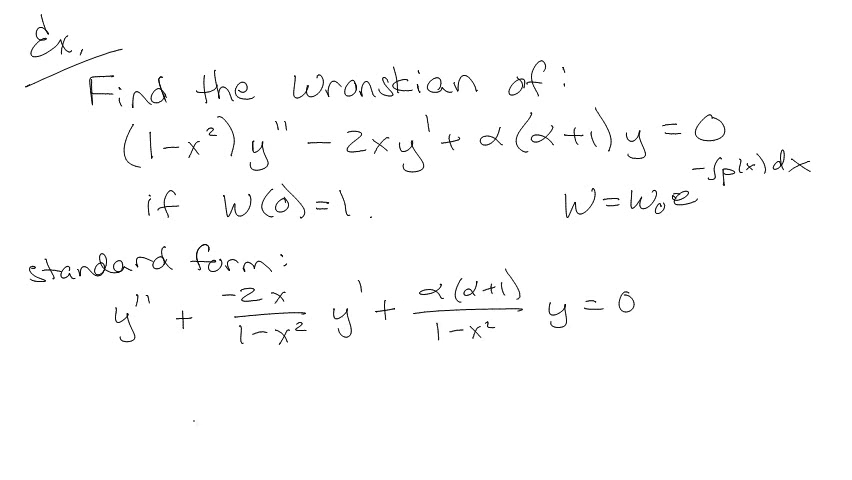 Ex.
Find the Wronskian of:
(1-x²) y'' - 2xy' + α(α+1) y = 0
if W(0)=1. W = W₀e^(-∫p(x)dx)
standard form:
y'' + -2x/(1-x²) y' + α(α+1)/(1-x²) y = 0